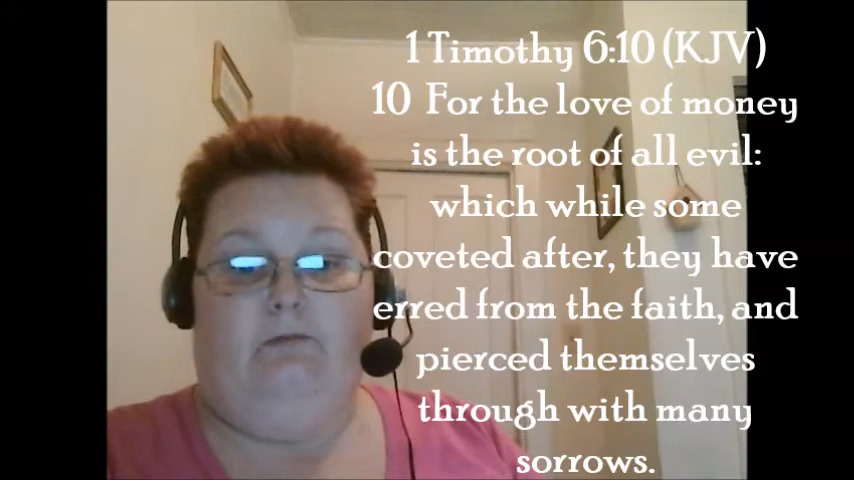 1 Timothy 6:10 (KJV)
10 For the love of money
is the root of all evil:
which while some
coveted after, they have
erred from the faith, and
pierced themselves
through with many
sorrows.